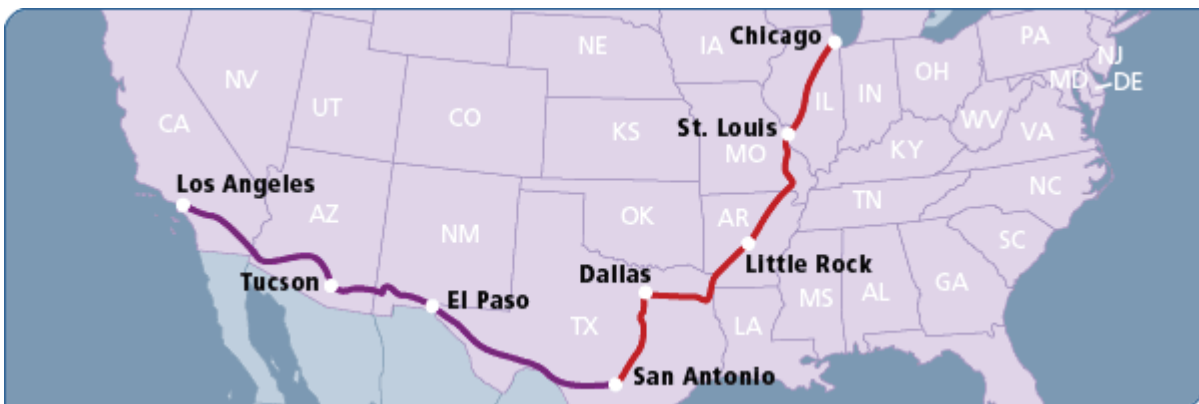 Chicago
PA
NE
IA
NJ
OH
NV
IL
IN
MD
DE
UT
CO
CA
KS
St. Louis
MO
WV
VA
KY
Los Angeles
NC
TN
AZ
OK
AR
NM
SC
Little Rock
Dallas
Tucson
El Paso
MS
AL
GA
TX
LA
San Antonio